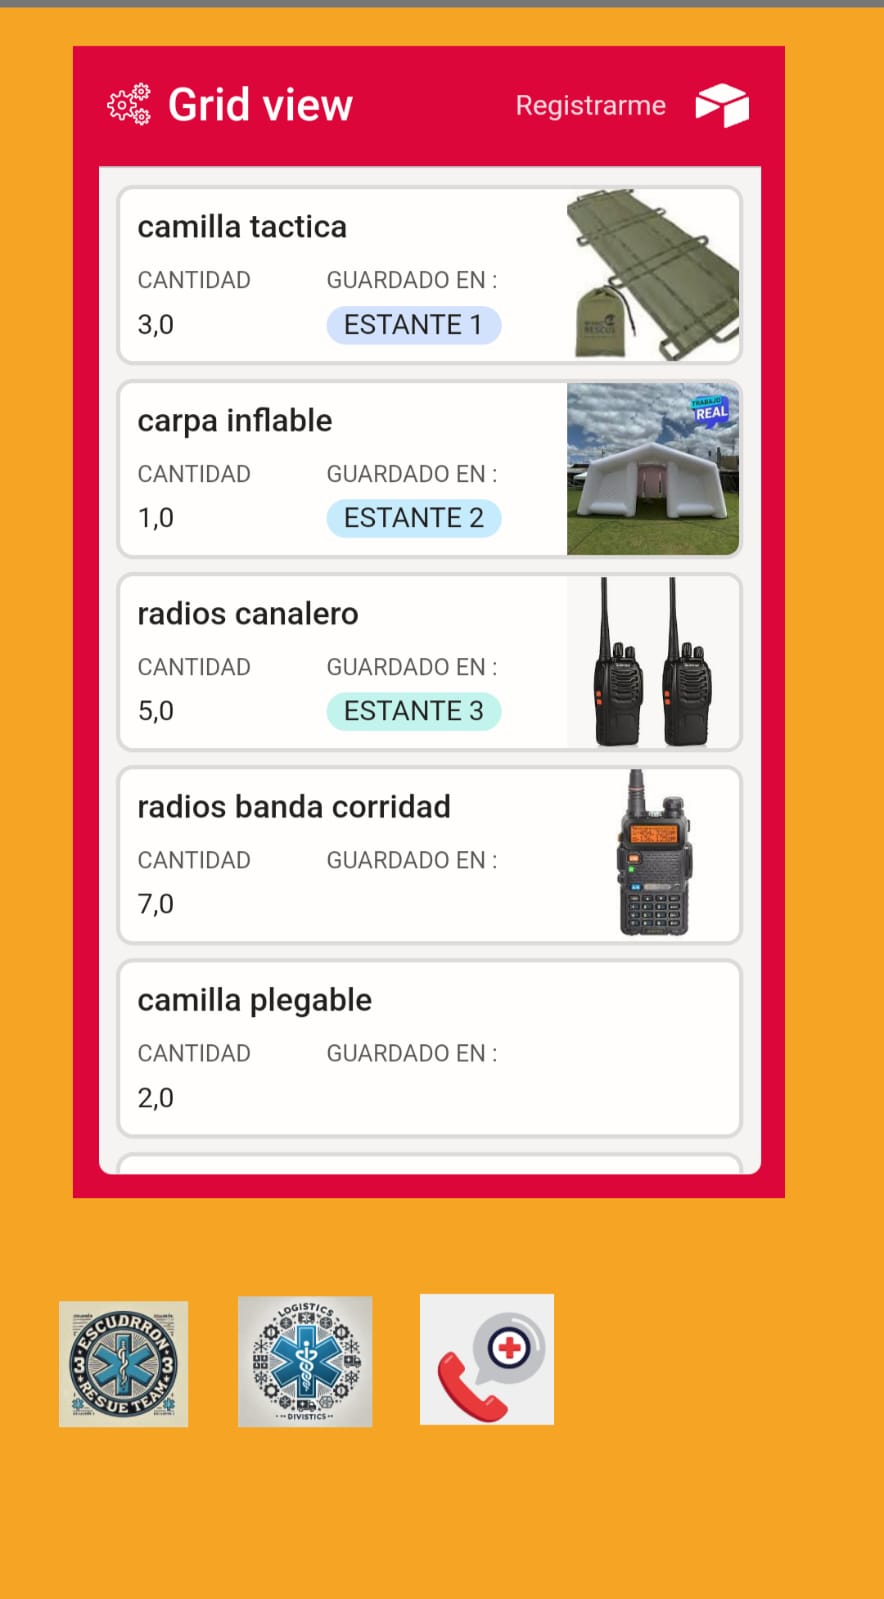 Grid view
Registrarme
camilla tactica
CANTIDAD GUARDADO EN :
3,0 ESTANTE 1
RESCUE
carpa inflable
CANTIDAD GUARDADO EN :
1,0 ESTANTE 2
TRABAJO
REAL
radios canalero
CANTIDAD GUARDADO EN :
5,0 ESTANTE 3
radios banda corridad
CANTIDAD GUARDADO EN :
7,0
camilla plegable
CANTIDAD GUARDADO EN :
2,0
ESCUDRRON
3 3
RESUE TEAM
LOGISTICS
DIVISTICS